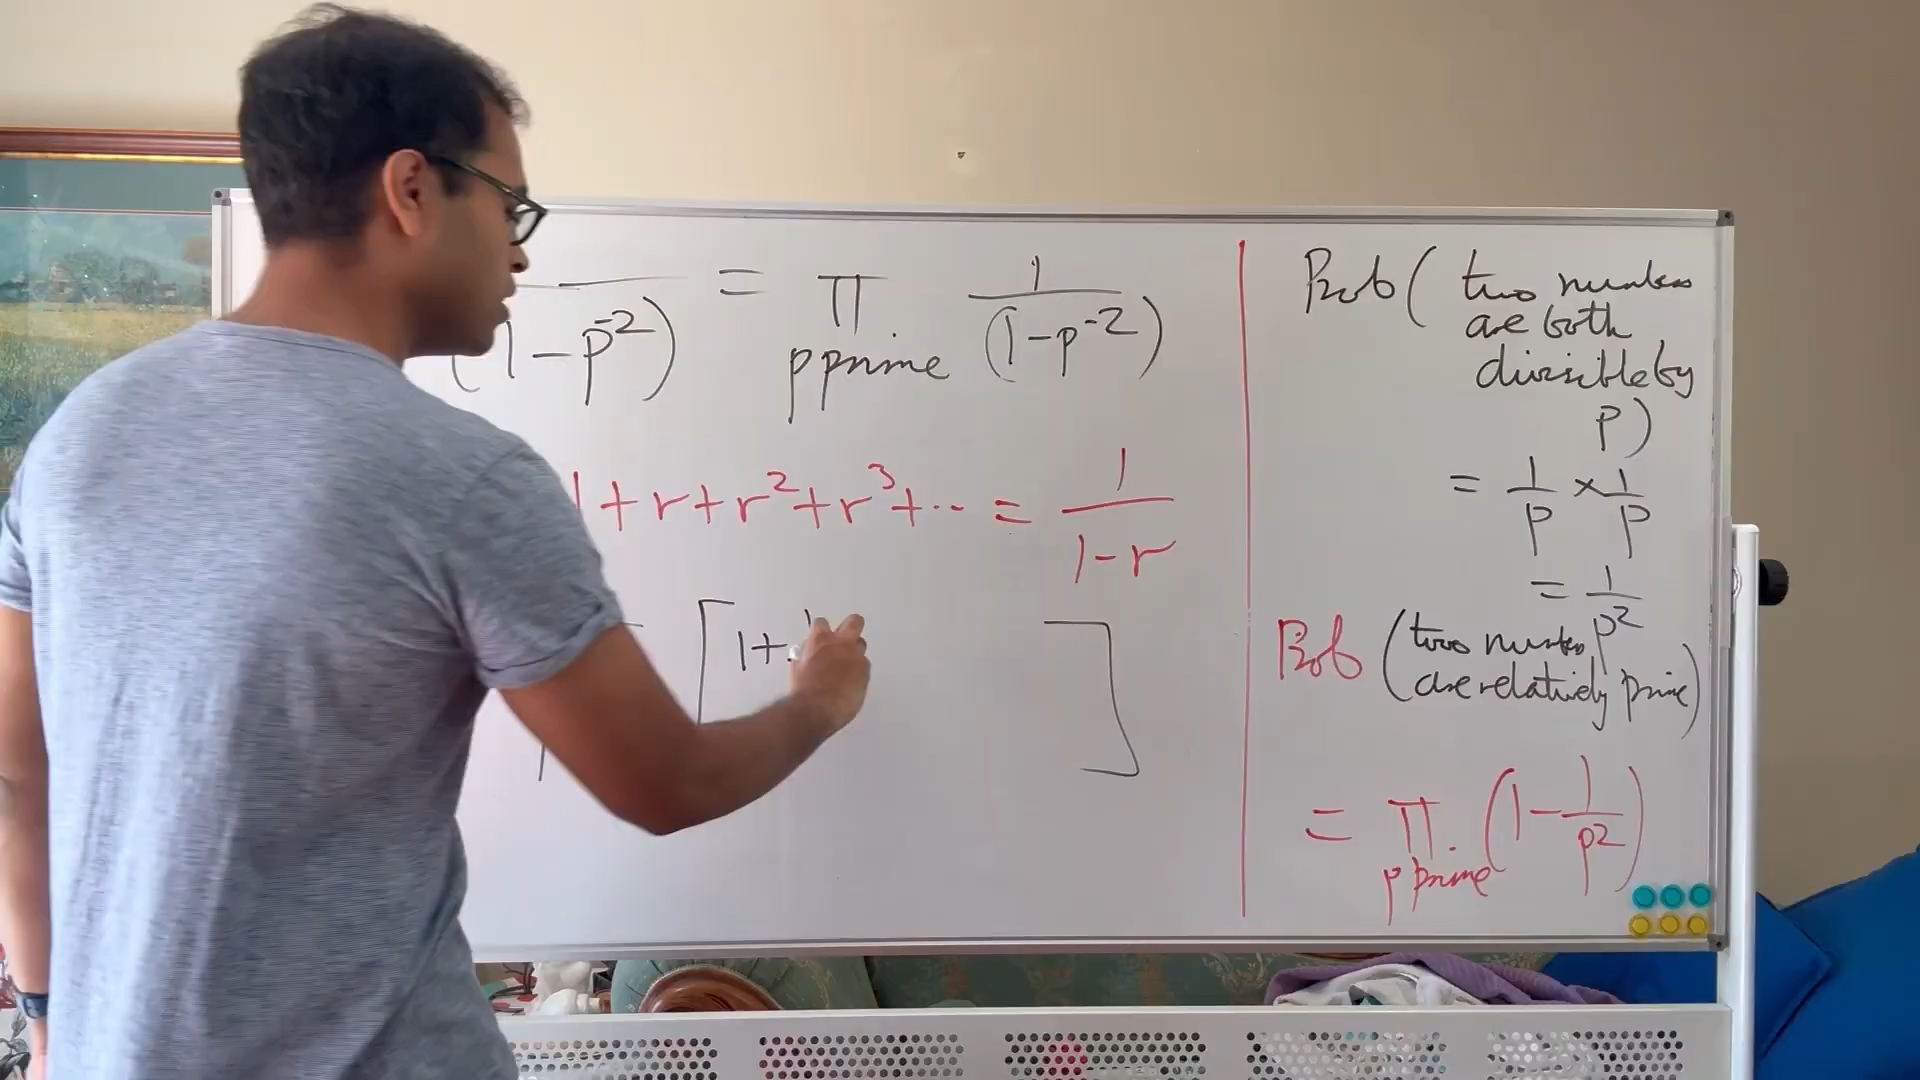 (1-p⁻²) = π p prime 1/(1-p⁻²)
1+r+r²+r³+... = 1/(1-r)
[1+ ]
Prob( two numbers
are both
divisible by
p)
= 1/p × 1/p
= 1/p²
Prob (two numbers
are relatively prime)
= π p prime (1 - 1/p²)